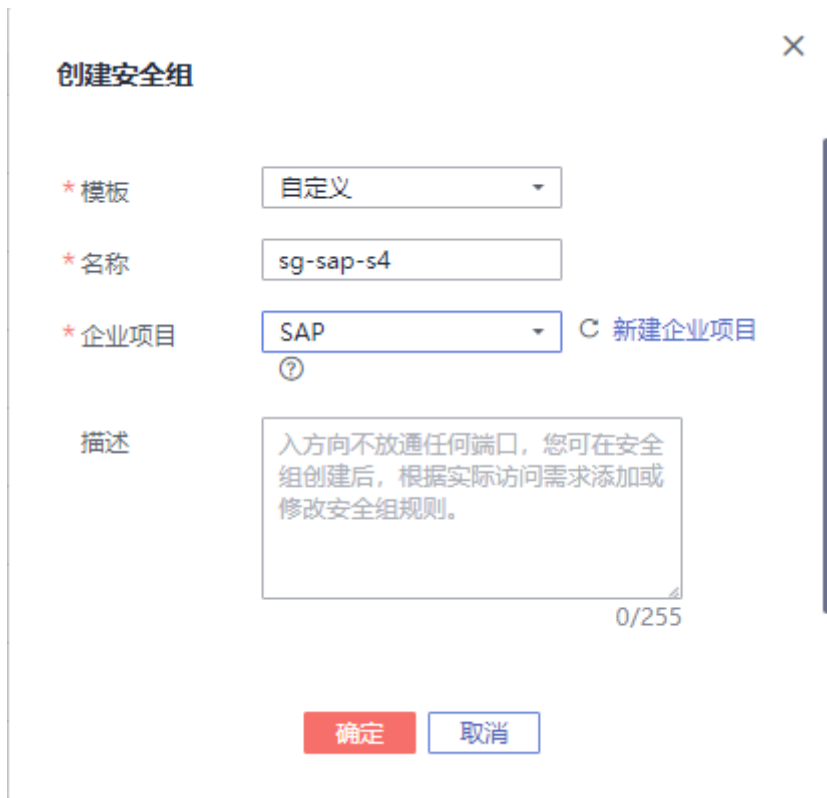 创建安全组
* 模板 自定义
* 名称 sg-sap-s4
* 企业项目 SAP C 新建企业项目
?
描述 入方向不放通任何端口，您可在安全
组创建后，根据实际访问需求添加或
修改安全组规则。
0/255
确定 取消